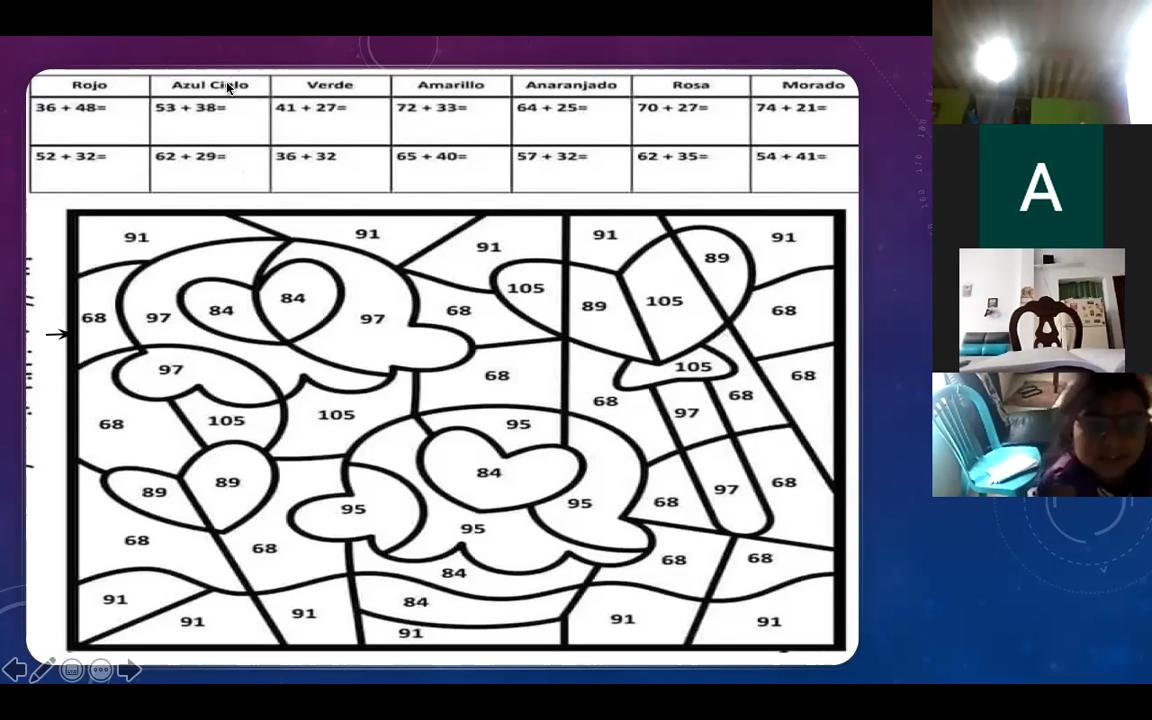 Rojo Azul Cielo Verde Amarillo Anaranjado Rosa Morado
36 + 48= 53 + 38= 41 + 27= 72 + 33= 64 + 25= 70 + 27= 74 + 21=
52 + 32= 62 + 29= 36 + 32 65 + 40= 57 + 32= 62 + 35= 54 + 41=
91 91 91 91 91
89
105 89 105
84 84
68 97 97 68 68
97 105
68 68
68 97
68 105 105 68
95
84
89 89
95 95 68 97 68
95
68 68 68 68
84
91 84
91 91 91 91
91
A